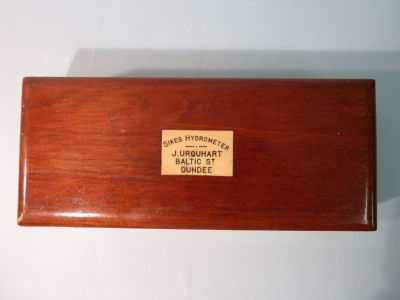 SIKES HYDROMETER
J. URQUHART
BALTIC ST
DUNDEE